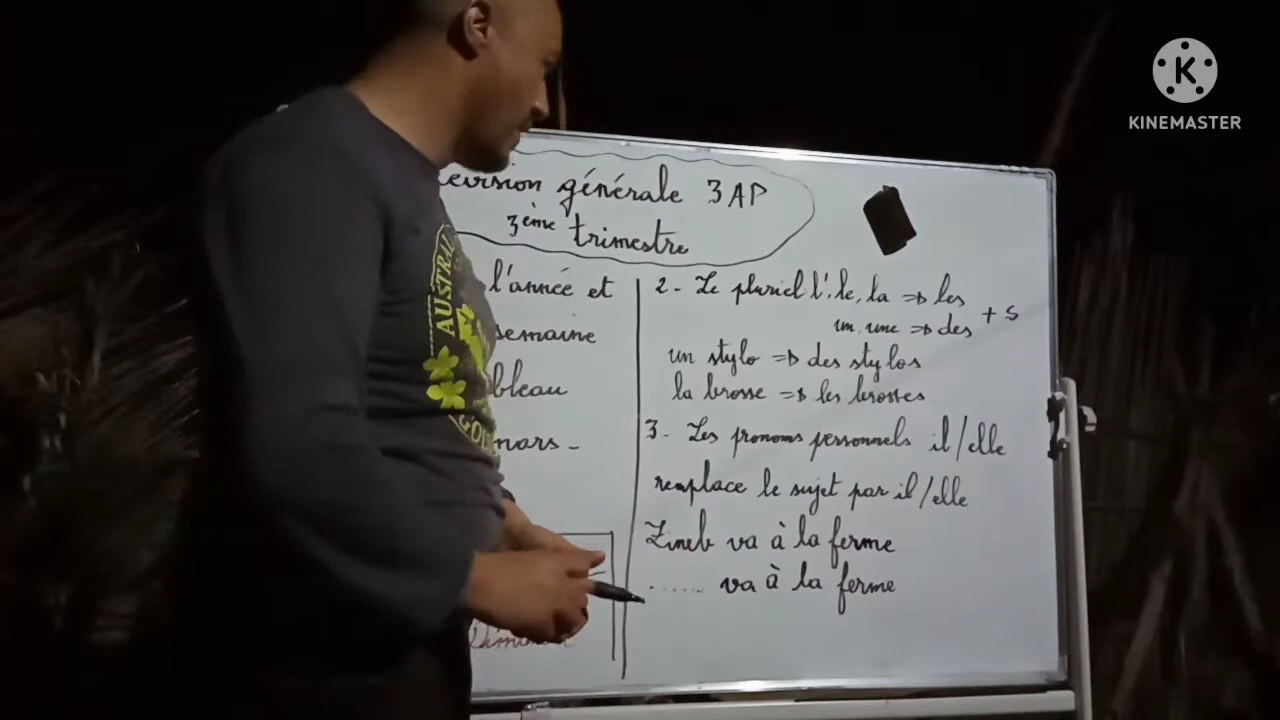 révision générale 3AP
3ème trimestre
l'année et
semaine
bleau
mars -
2- Le pluriel l', le, la => les
un, une => des + s
un stylo => des stylos
la brosse => les brosses
3- Les pronoms personnels il/elle
remplace le sujet par il/elle
Zineb va à la ferme
...... va à la ferme
AUSTRAL
GOL
KINEMASTER